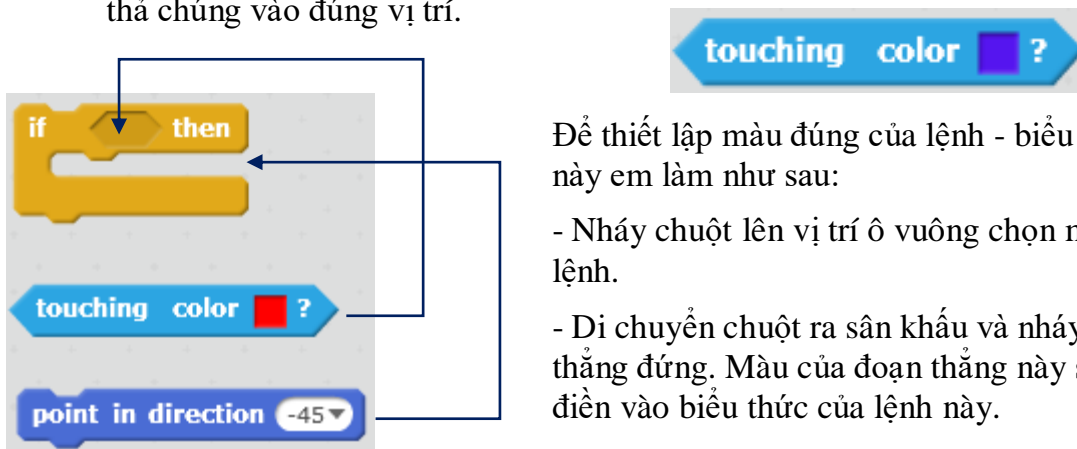 thả chúng vào đúng vị trí.
if then
touching color ?
point in direction -45
touching color ?
Để thiết lập màu đúng của lệnh - biểu
này em làm như sau:
- Nháy chuột lên vị trí ô vuông chọn
lệnh.
- Di chuyển chuột ra sân khấu và nháy
thẳng đứng. Màu của đoạn thẳng này
điền vào biểu thức của lệnh này.